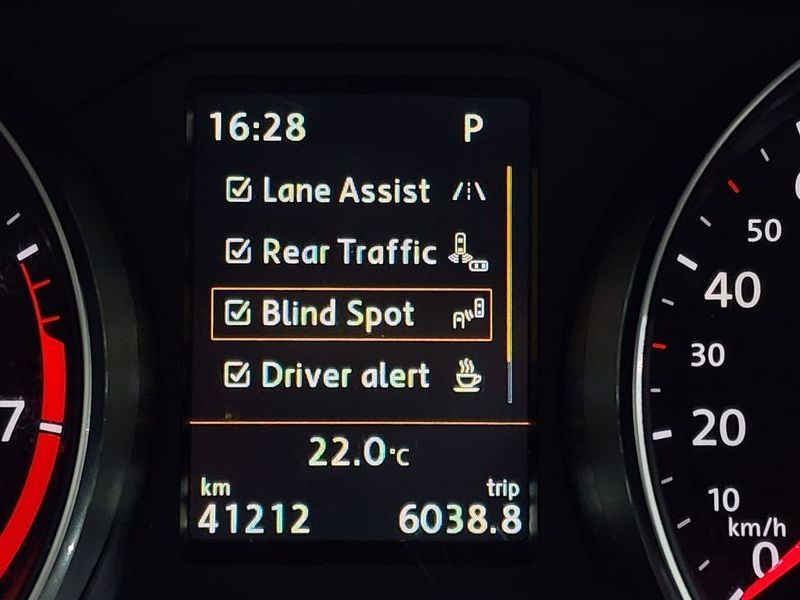 16:28 P
Lane Assist
Rear Traffic
Blind Spot
Driver alert
22.0°C
km trip
41212 6038.8
7
50
40
30
20
10
km/h
0